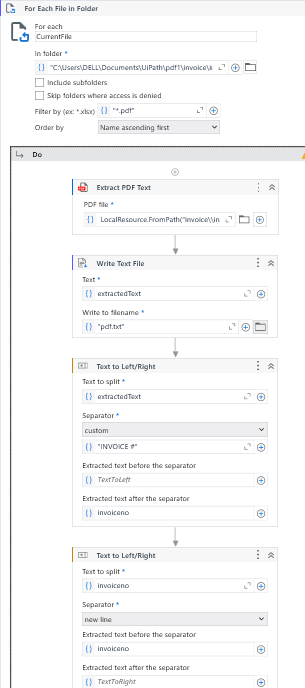 For Each File in Folder
For each
CurrentFile
In folder *
"C:\Users\DELL\Documents\UiPath\pdf1\invoice\i
Include subfolders
Skip folders where access is denied
Filter by (ex: *.xlsx) "*.pdf"
Order by Name ascending first
Do
Extract PDF Text
PDF file *
LocalResource.FromPath("invoice\\in
Write Text File
Text *
extractedText
Write to filename *
"pdf.txt"
Text to Left/Right
Text to split *
extractedText
Separator *
custom
"INVOICE #"
Extracted text before the separator
TextToLeft
Extracted text after the separator
invoiceno
Text to Left/Right
Text to split *
invoiceno
Separator *
new line
Extracted text before the separator
invoiceno
Extracted text after the separator
TextToRight